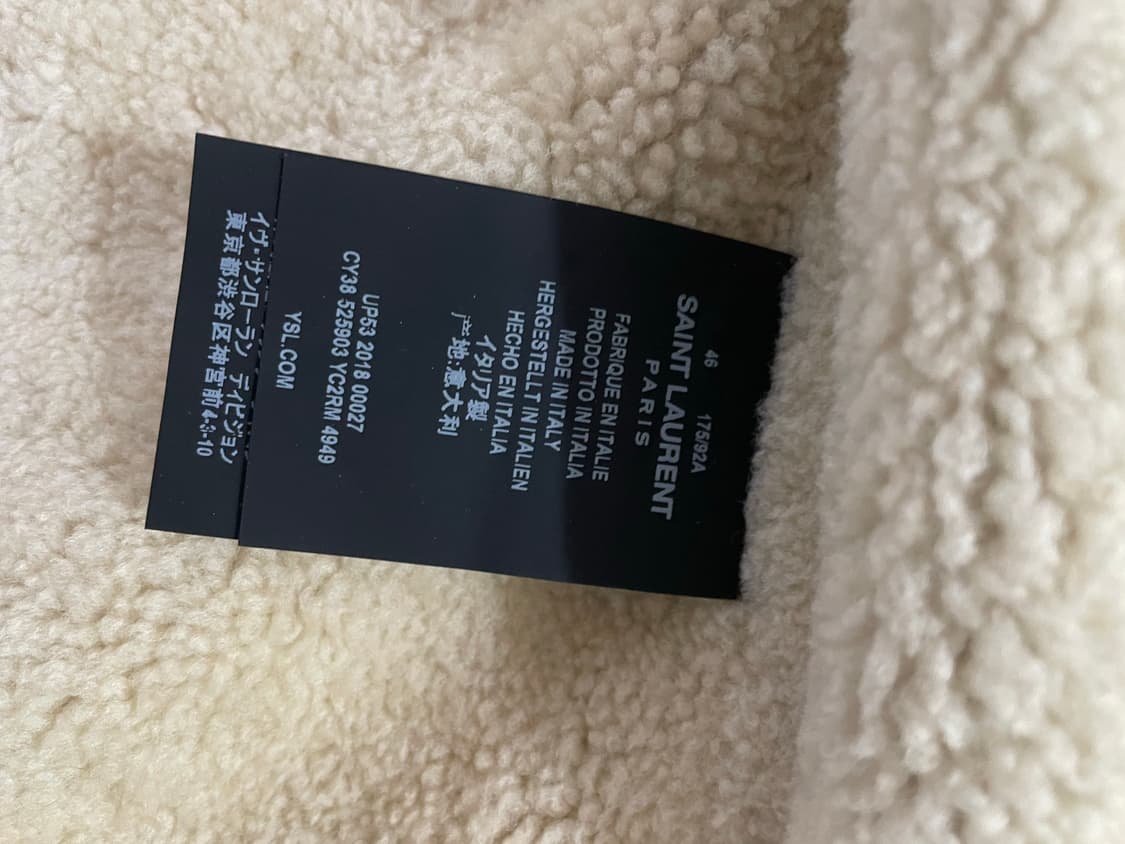 46 175/92A
SAINT LAURENT
PARIS
FABRIQUE EN ITALIE
PRODOTTO IN ITALIA
MADE IN ITALY
HERGESTELLT IN ITALIEN
HECHO EN ITALIA
イタリア製
产地:意大利
UP53 2018 00027
CY38 525903 YC2RM 4949
YSL.COM
イヴ・サンローラン ディビジョン
東京都渋谷区神宮前4-3-10